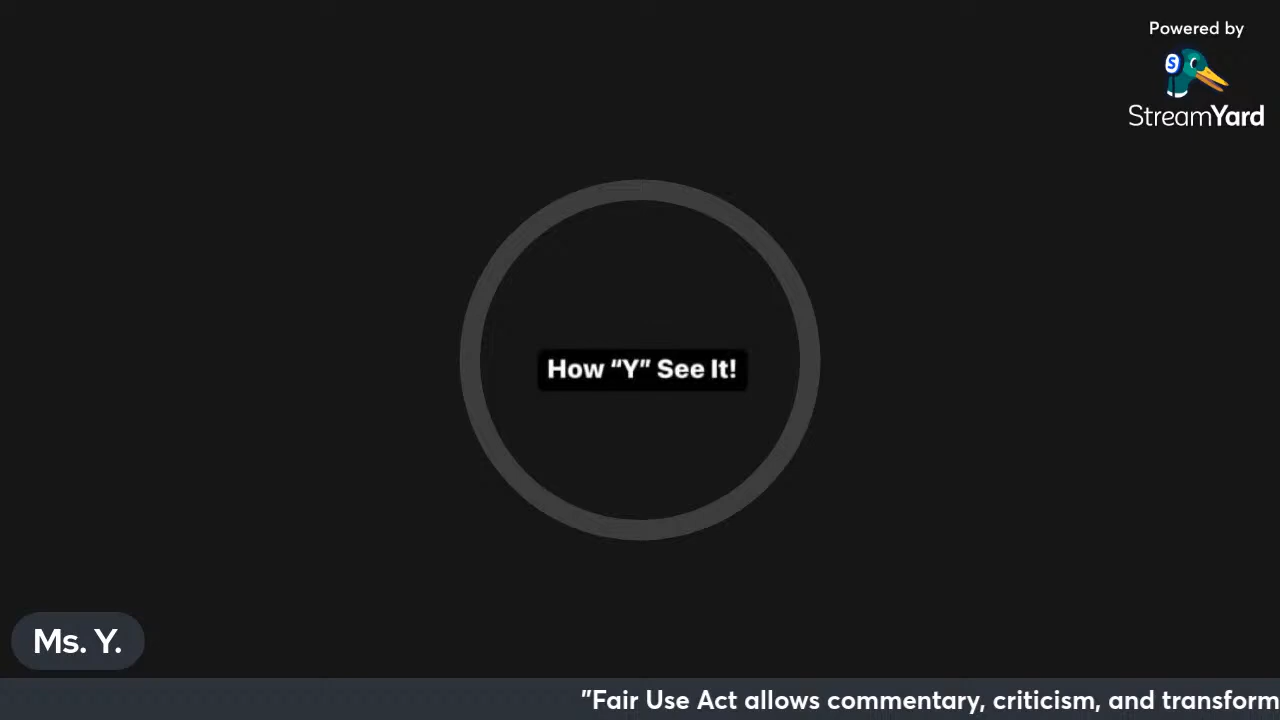 Powered by
S
StreamYard
How “Y” See It!
Ms. Y.
"Fair Use Act allows commentary, criticism, and transform